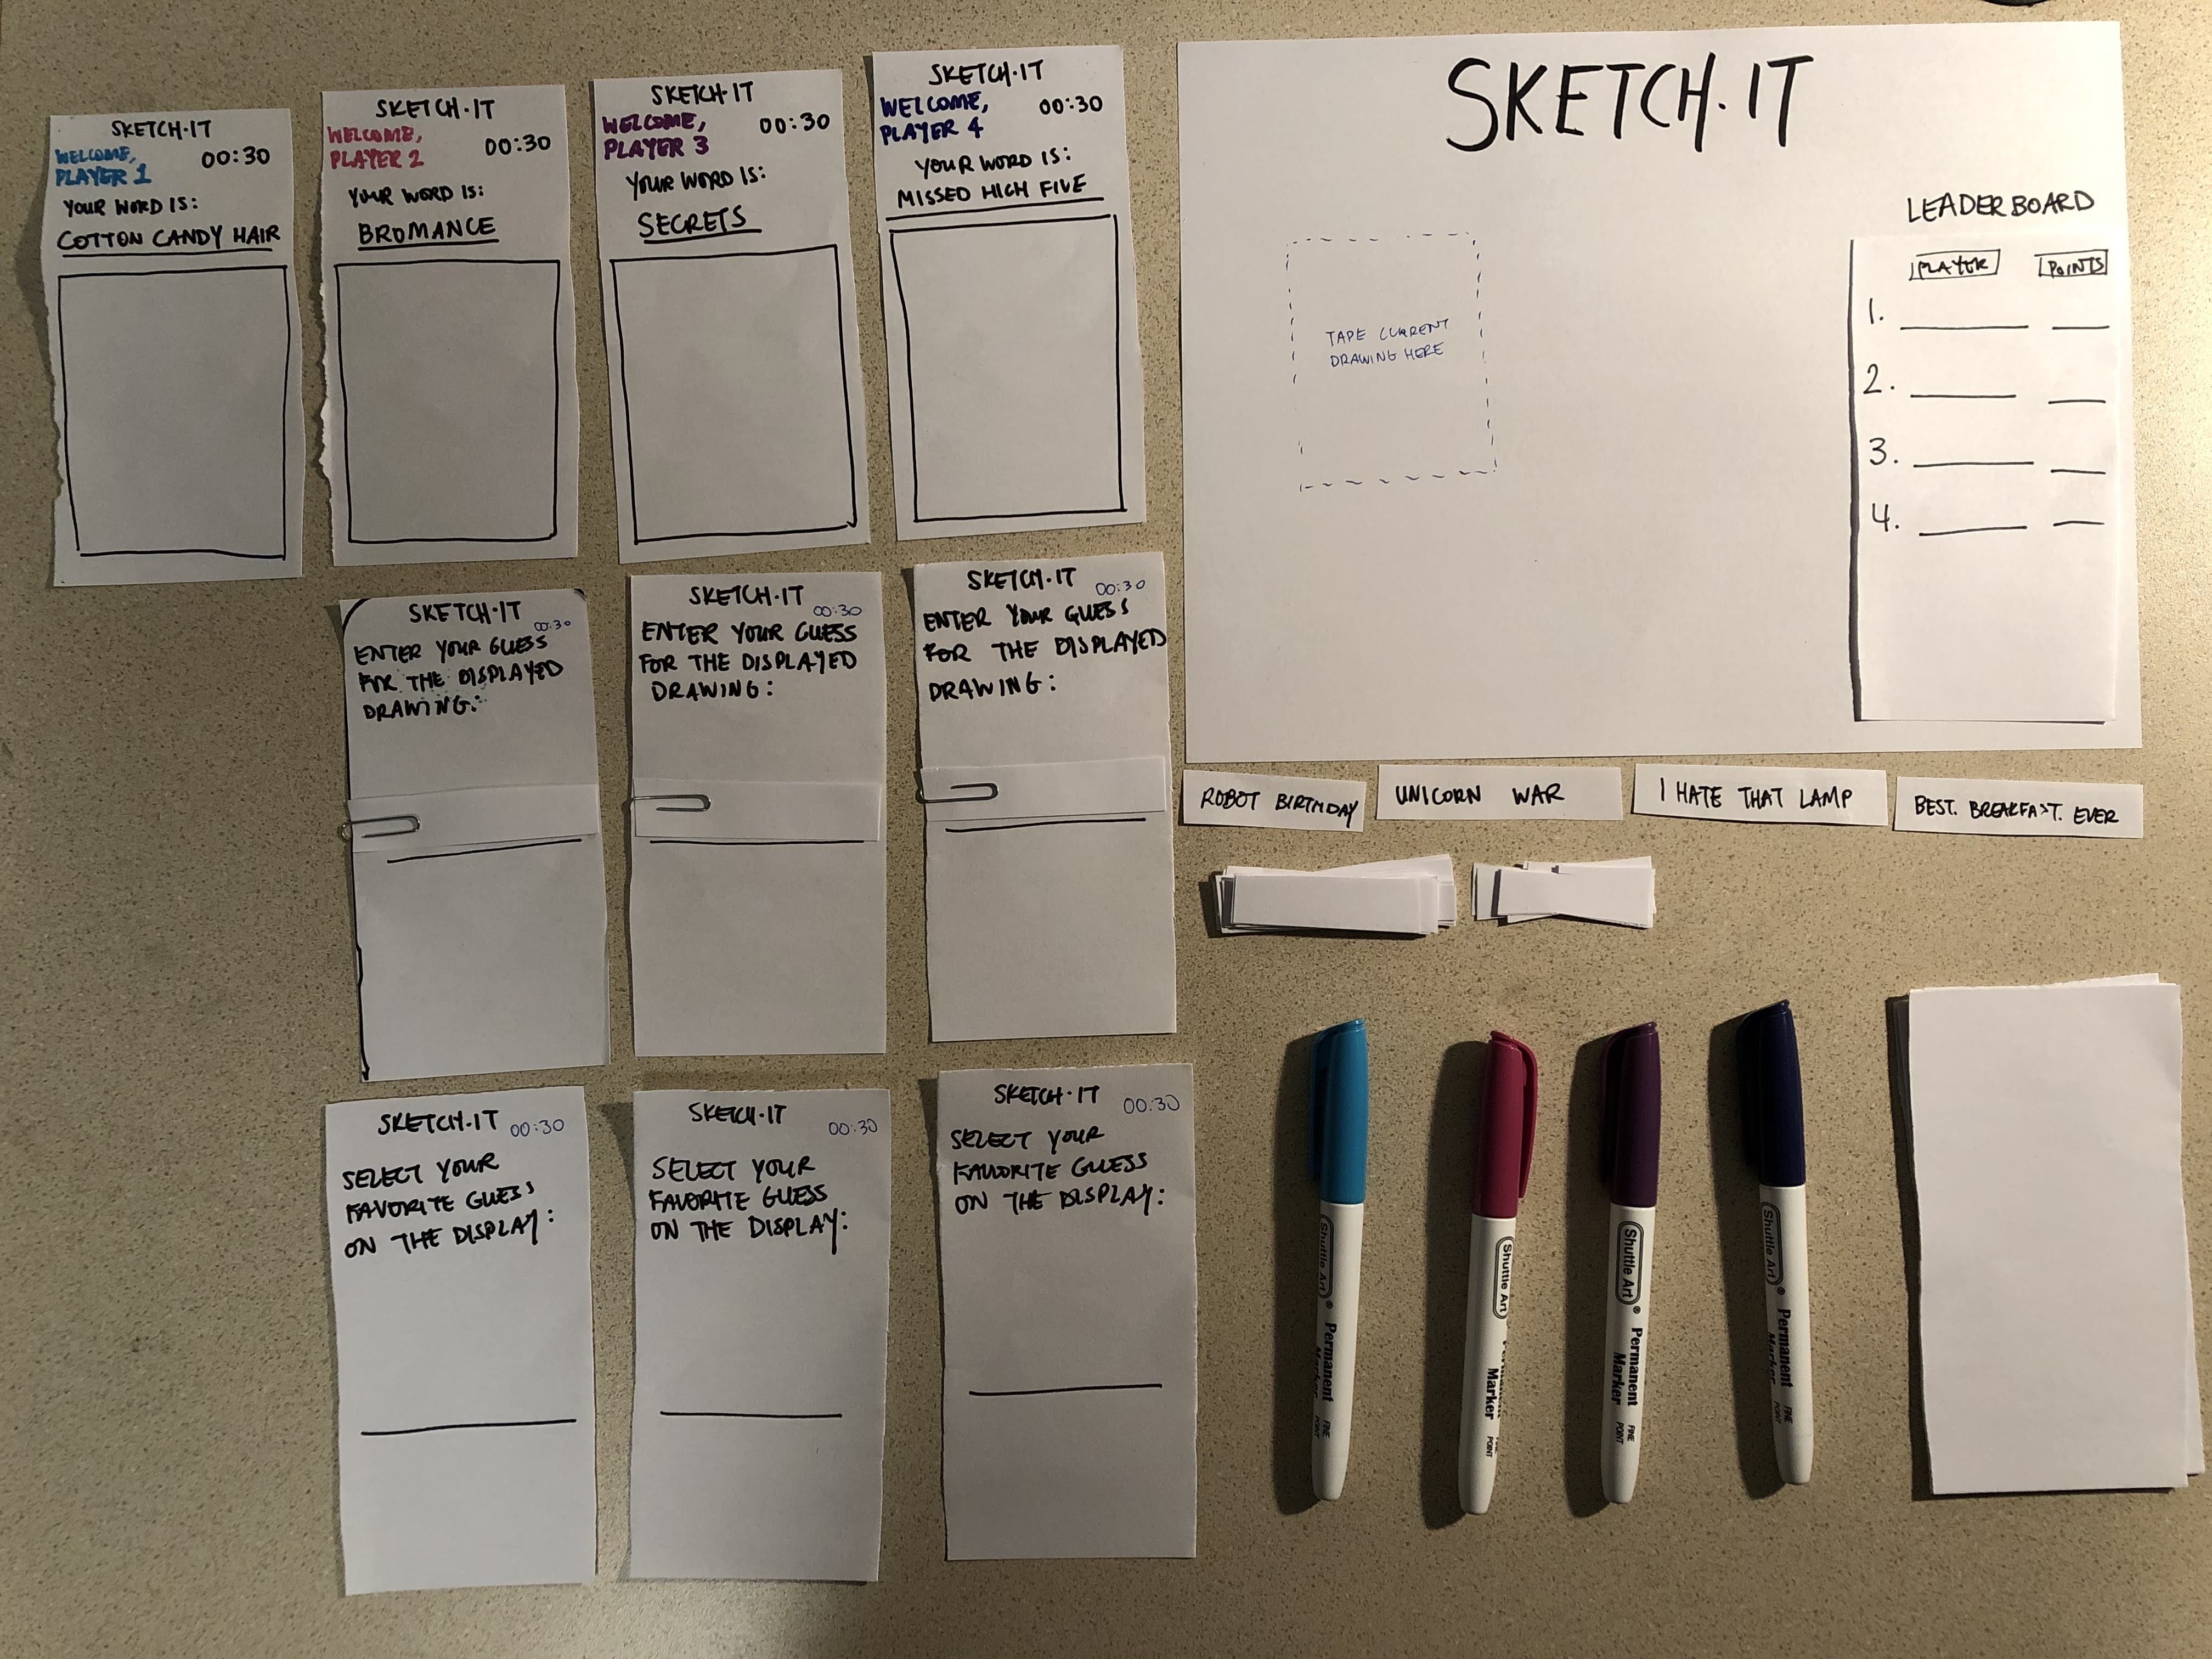 SKETCH·IT
WELCOME,
PLAYER 1
00:30
YOUR WORD IS:
COTTON CANDY HAIR
SKETCH·IT
WELCOME,
PLAYER 2
00:30
YOUR WORD IS:
BROMANCE
SKETCH·IT
WELCOME,
PLAYER 3
00:30
YOUR WORD IS:
SECRETS
SKETCH·IT
WELCOME,
PLAYER 4
00:30
YOUR WORD IS:
MISSED HIGH FIVE
SKETCH·IT
TAPE CURRENT
DRAWING HERE
LEADERBOARD
PLAYER POINTS
1.
2.
3.
4.
SKETCH·IT
00:30
ENTER YOUR GUESS
FOR THE DISPLAYED
DRAWING:
SKETCH·IT
00:30
ENTER YOUR GUESS
FOR THE DISPLAYED
DRAWING:
SKETCH·IT
00:30
ENTER YOUR GUESS
FOR THE DISPLAYED
DRAWING:
ROBOT BIRTHDAY
UNICORN WAR
I HATE THAT LAMP
BEST. BREAKFAST. EVER
SKETCH·IT
00:30
SELECT YOUR
FAVORITE GUESS
ON THE DISPLAY:
SKETCH·IT
00:30
SELECT YOUR
FAVORITE GUESS
ON THE DISPLAY:
SKETCH·IT
00:30
SELECT YOUR
FAVORITE GUESS
ON THE DISPLAY:
Shuttle Art® Permanent
Marker
FINE
POINT
Shuttle Art
Marker
FINE
POINT
Shuttle Art® Permanent
Marker
FINE
POINT
Shuttle Art® Permanent
Marker
FINE
POINT